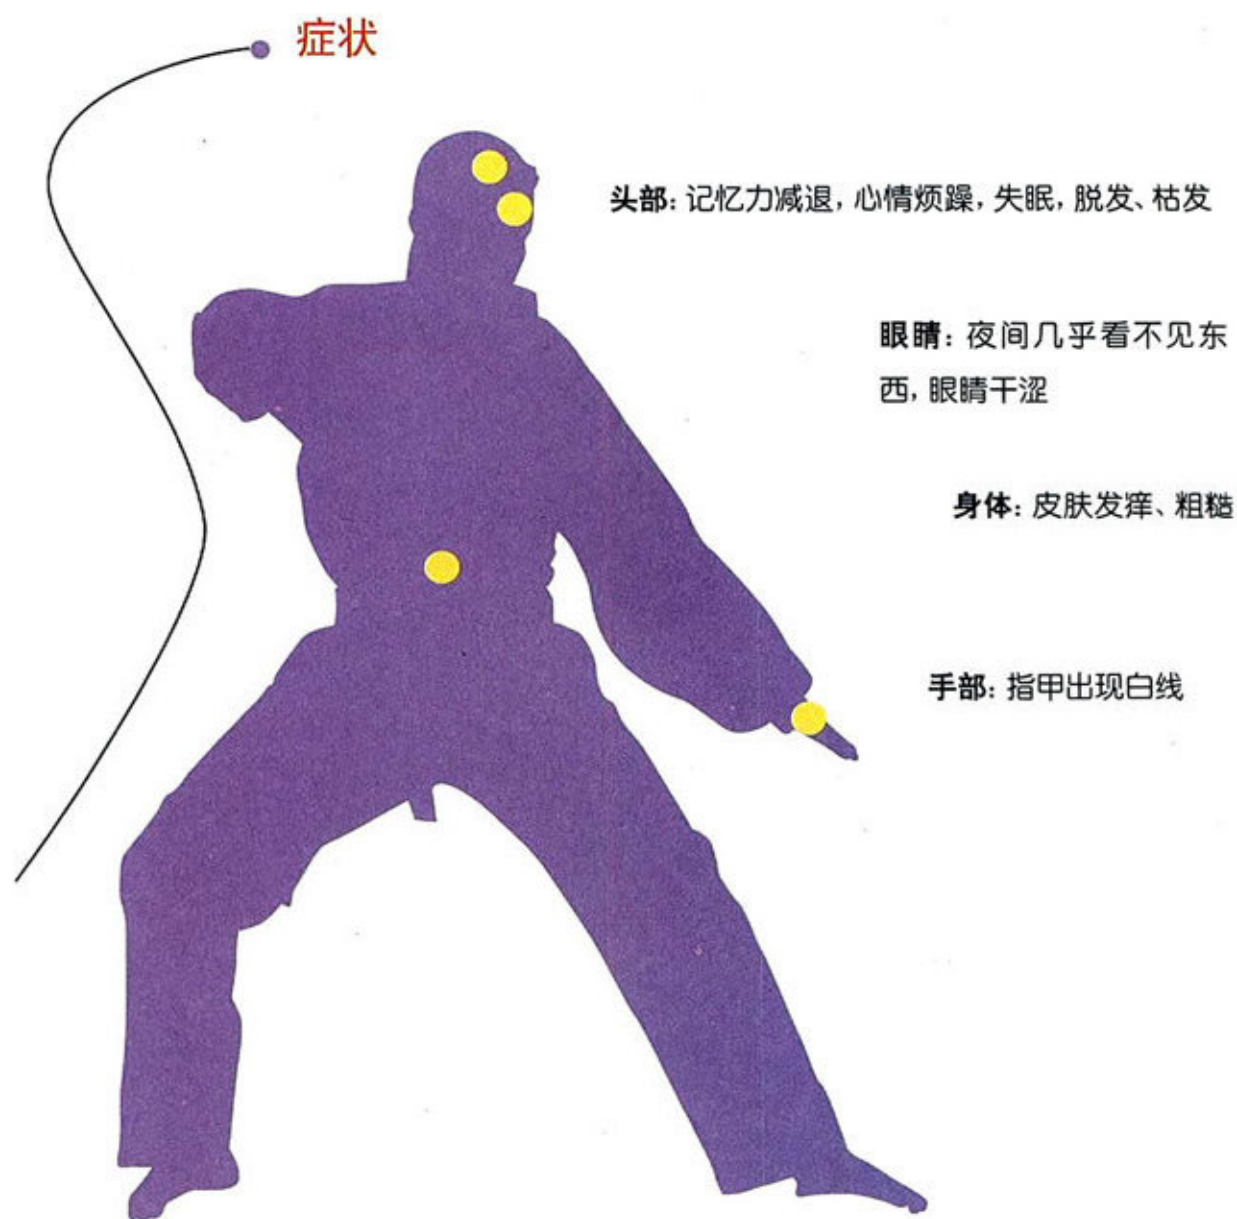 症状
头部: 记忆力减退, 心情烦躁, 失眠, 脱发、枯发
眼睛: 夜间几乎看不见东
西, 眼睛干涩
身体: 皮肤发痒、粗糙
手部: 指甲出现白线